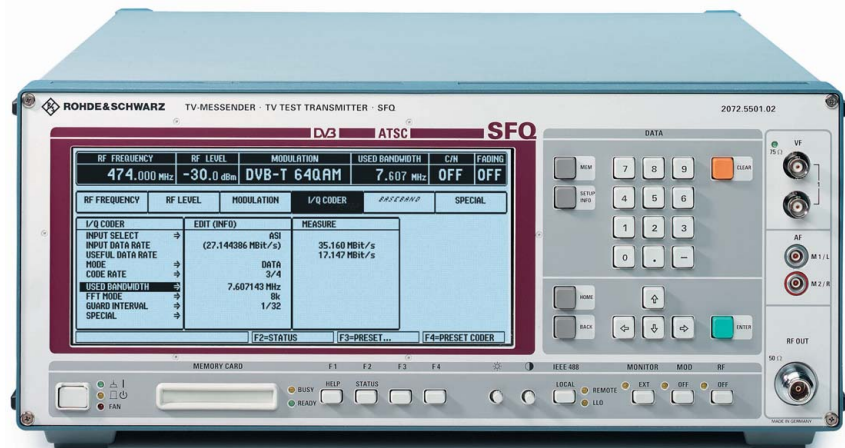 ROHDE&SCHWARZ TV-MESSENDER · TV TEST TRANSMITTER · SFQ 2072.5501.02
DVB ATSC SFQ
RF FREQUENCY RF LEVEL MODULATION USED BANDWIDTH C/N FADING
474.000 MHz -30.0 dBm DVB-T 64QAM 7.607 MHz OFF OFF
RF FREQUENCY RF LEVEL MODULATION I/Q CODER BASEBAND SPECIAL
I/Q CODER EDIT (INFO) MEASURE
INPUT SELECT ⇒ ASI
INPUT DATA RATE (27.144386 MBit/s) 35.160 MBit/s
USEFUL DATA RATE 17.147 MBit/s
MODE ⇒ DATA
CODE RATE ⇒ 3/4
USED BANDWIDTH ⇒ 7.607143 MHz
FFT MODE ⇒ 8k
GUARD INTERVAL ⇒ 1/32
SPECIAL ⇒
F2=STATUS F3=PRESET... F4=PRESET CODER
DATA
MEM 7 8 9 CLEAR
SETUP INFO 4 5 6
1 2 3
0 . -
HOME ⇧
BACK ⇦ ⇩ ⇨ ENTER
VF
75 Ω
1
AF
M 1 / L
M 2 / R
RF OUT
50 Ω
MADE IN GERMANY
MEMORY CARD F 1 F 2 F 3 F 4 IEEE 488 MONITOR MOD RF
BUSY HELP STATUS LOCAL REMOTE EXT OFF OFF
FAN READY LLO